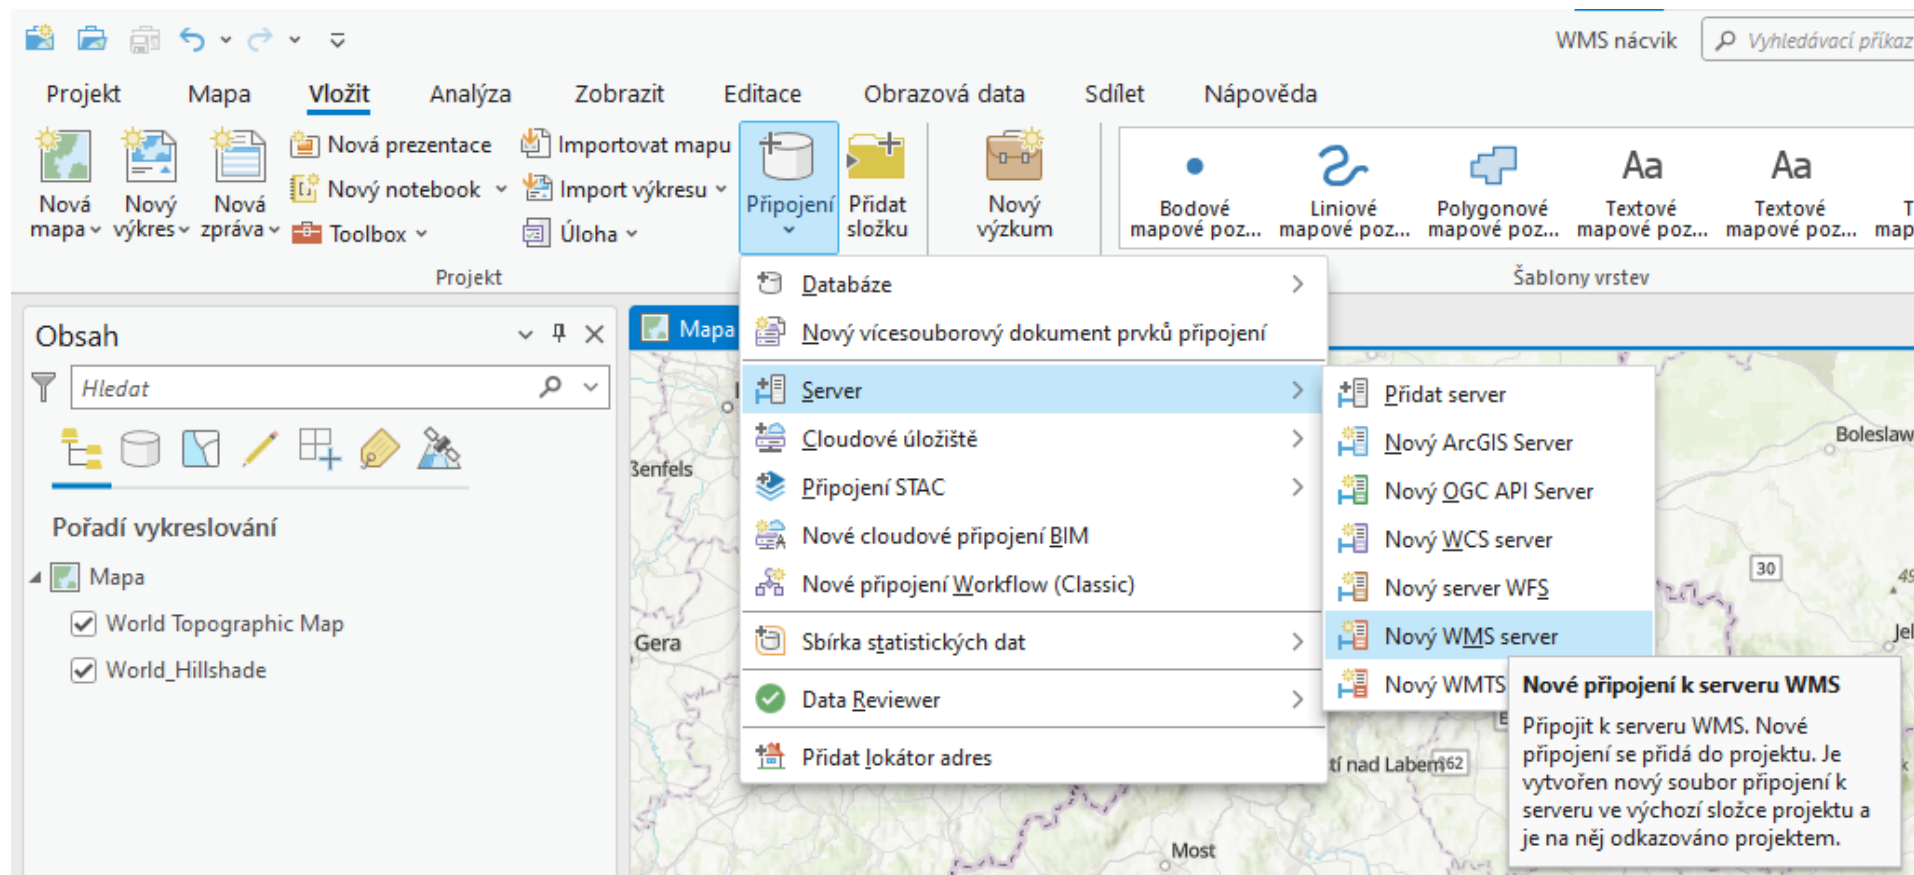 WMS nácvik
Vyhledávací příkaz
Projekt
Mapa
Vložit
Analýza
Zobrazit
Editace
Obrazová data
Sdílet
Nápověda
Nová mapa
Nový výkres
Nová zpráva
Nová prezentace
Nový notebook
Toolbox
Importovat mapu
Import výkresu
Úloha
Připojení
Přidat složku
Nový výzkum
Bodové mapové poz...
Liniové mapové poz...
Polygonové mapové poz...
Textové mapové poz...
Textové mapové poz...
Aa
Aa
Projekt
Šablony vrstev
Obsah
Hledat
Pořadí vykreslování
Mapa
World Topographic Map
World_Hillshade
Mapa
Databáze
Nový vícesouborový dokument prvků připojení
Server
Cloudové úložiště
Připojení STAC
Nové cloudové připojení BIM
Nové připojení Workflow (Classic)
Sbírka statistických dat
Data Reviewer
Přidat lokátor adres
Přidat server
Nový ArcGIS Server
Nový OGC API Server
Nový WCS server
Nový server WFS
Nový WMS server
Nový WMTS
Nové připojení k serveru WMS
Připojit k serveru WMS. Nové
připojení se přidá do projektu. Je
vytvořen nový soubor připojení k
serveru ve výchozí složce projektu a
je na něj odkazováno projektem.
ßenfels
Gera
Boleslaw
30
Jel
tí nad Labem
62
Most